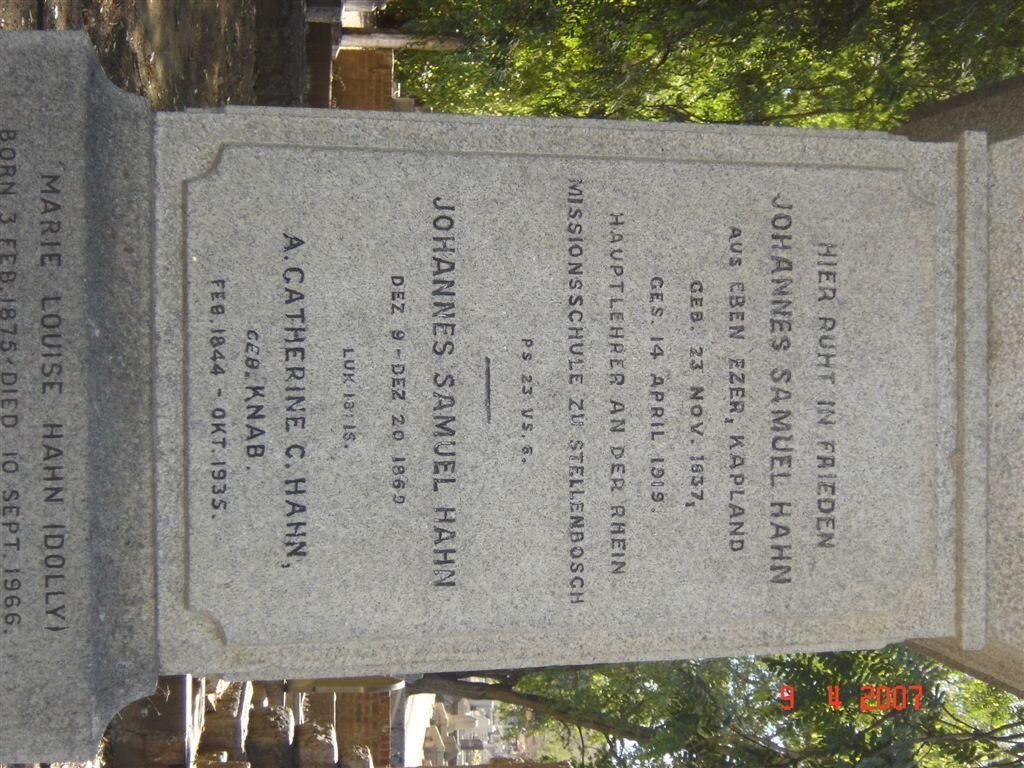 HIER RUHT IN FRIEDEN
JOHANNES SAMUEL HAHN
AUS EBEN EZER, KAPLAND
GEB. 23 NOV. 1837,
GES. 14 APRIL 1919.
HAUPTLEHRER AN DER RHEIN
MISSIONSSCHULE ZU STELLENBOSCH
PS 23 VS. 6.
JOHANNES SAMUEL HAHN
DEZ 9 - DEZ 20 1869
LUK 18:15.
A. CATHERINE C. HAHN,
GEB. KNAB.
FEB. 1844 - OKT. 1935.
MARIE LOUISE HAHN (DOLLY)
BORN 3 FEB. 1875. DIED 10 SEPT. 1966.
9 4 2007